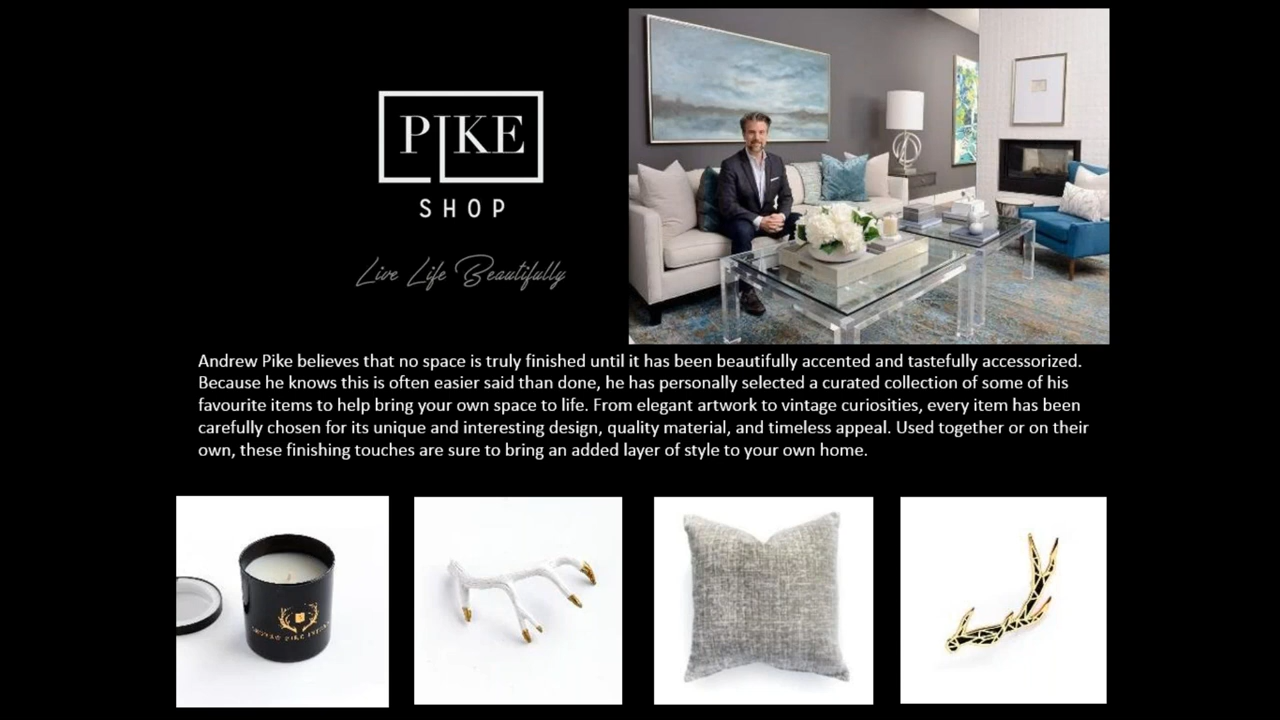 PIKE
SHOP
Live Life Beautifully
Andrew Pike believes that no space is truly finished until it has been beautifully accented and tastefully accessorized.
Because he knows this is often easier said than done, he has personally selected a curated collection of some of his
favourite items to help bring your own space to life. From elegant artwork to vintage curiosities, every item has been
carefully chosen for its unique and interesting design, quality material, and timeless appeal. Used together or on their
own, these finishing touches are sure to bring an added layer of style to your own home.